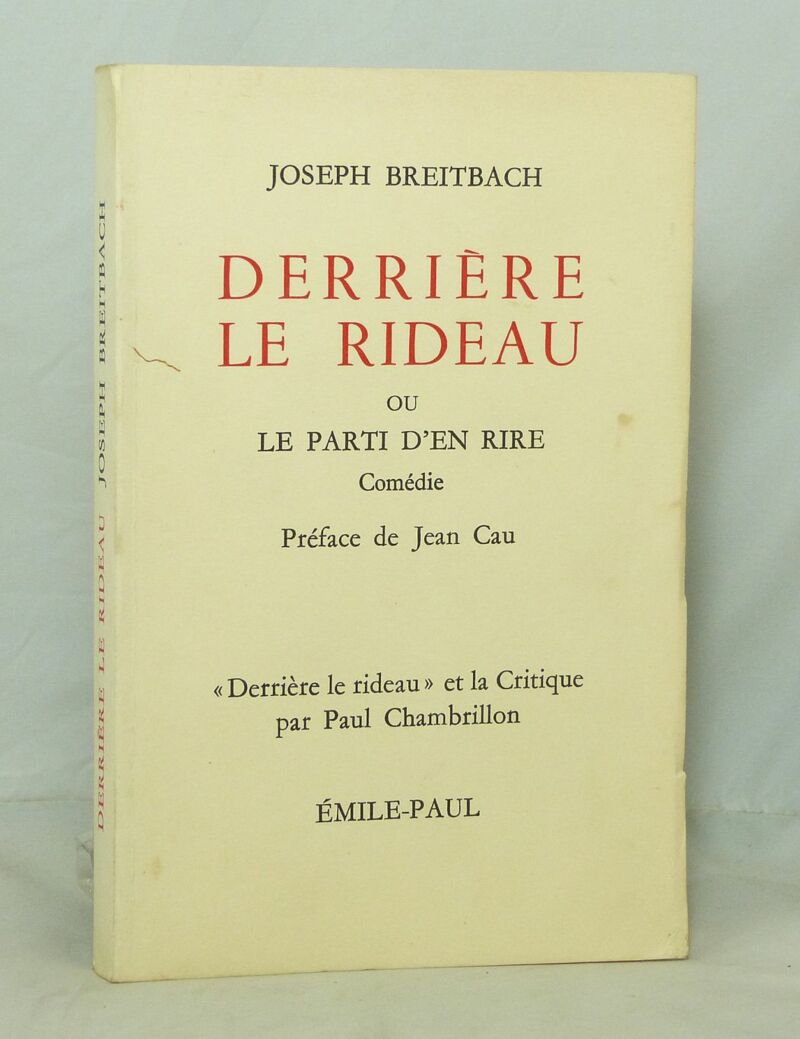 JOSEPH BREITBACH
DERRIÈRE
LE RIDEAU
OU
LE PARTI D'EN RIRE
Comédie
Préface de Jean Cau
« Derrière le rideau » et la Critique
par Paul Chambrillon
ÉMILE-PAUL
DERRIÈRE LE RIDEAU JOSEPH BREITBACH